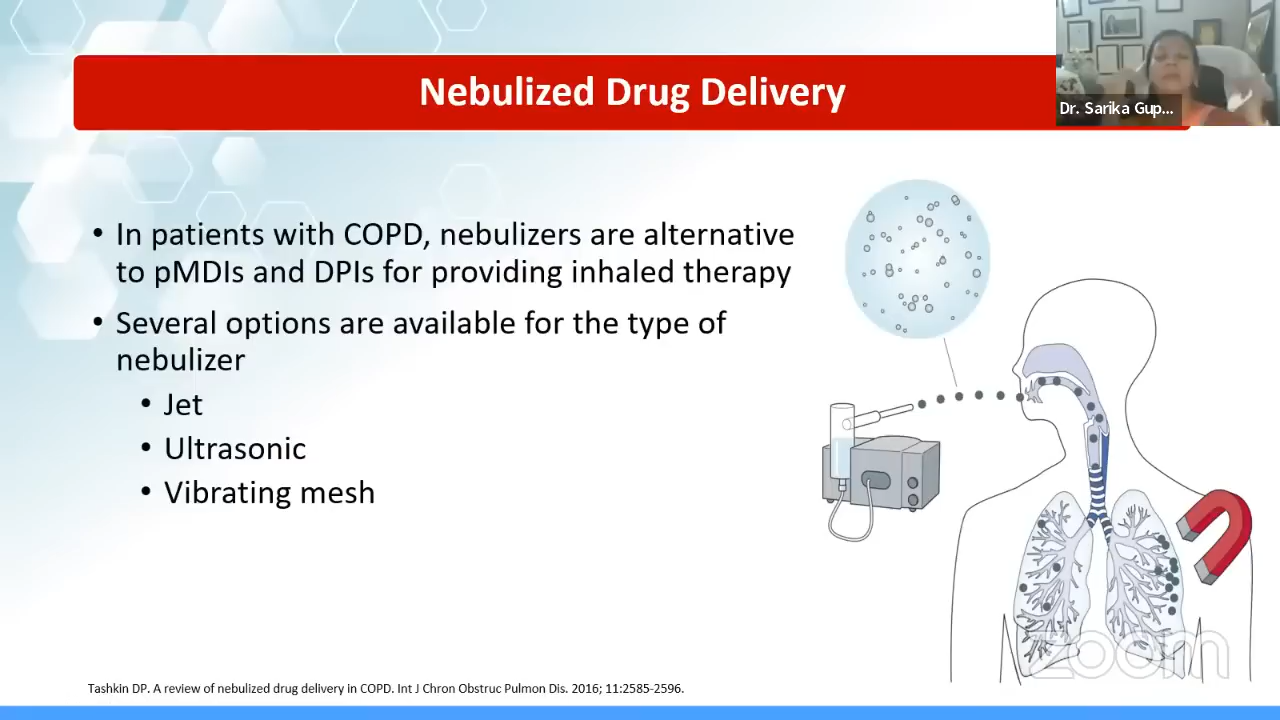 Nebulized Drug Delivery
Dr. Sarika Gup...
• In patients with COPD, nebulizers are alternative
to pMDIs and DPIs for providing inhaled therapy
• Several options are available for the type of
nebulizer
• Jet
• Ultrasonic
• Vibrating mesh
zoom
Tashkin DP. A review of nebulized drug delivery in COPD. Int J Chron Obstruc Pulmon Dis. 2016; 11:2585-2596.